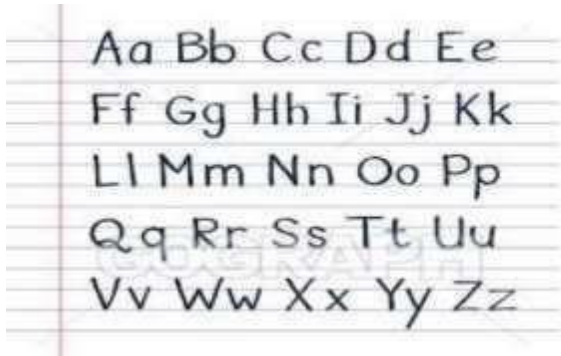 Aa Bb Cc Dd Ee
Ff Gg Hh Ii Jj Kk
Ll Mm Nn Oo Pp
Qq Rr Ss Tt Uu
GOGRAPH
Vv Ww Xx Yy Zz